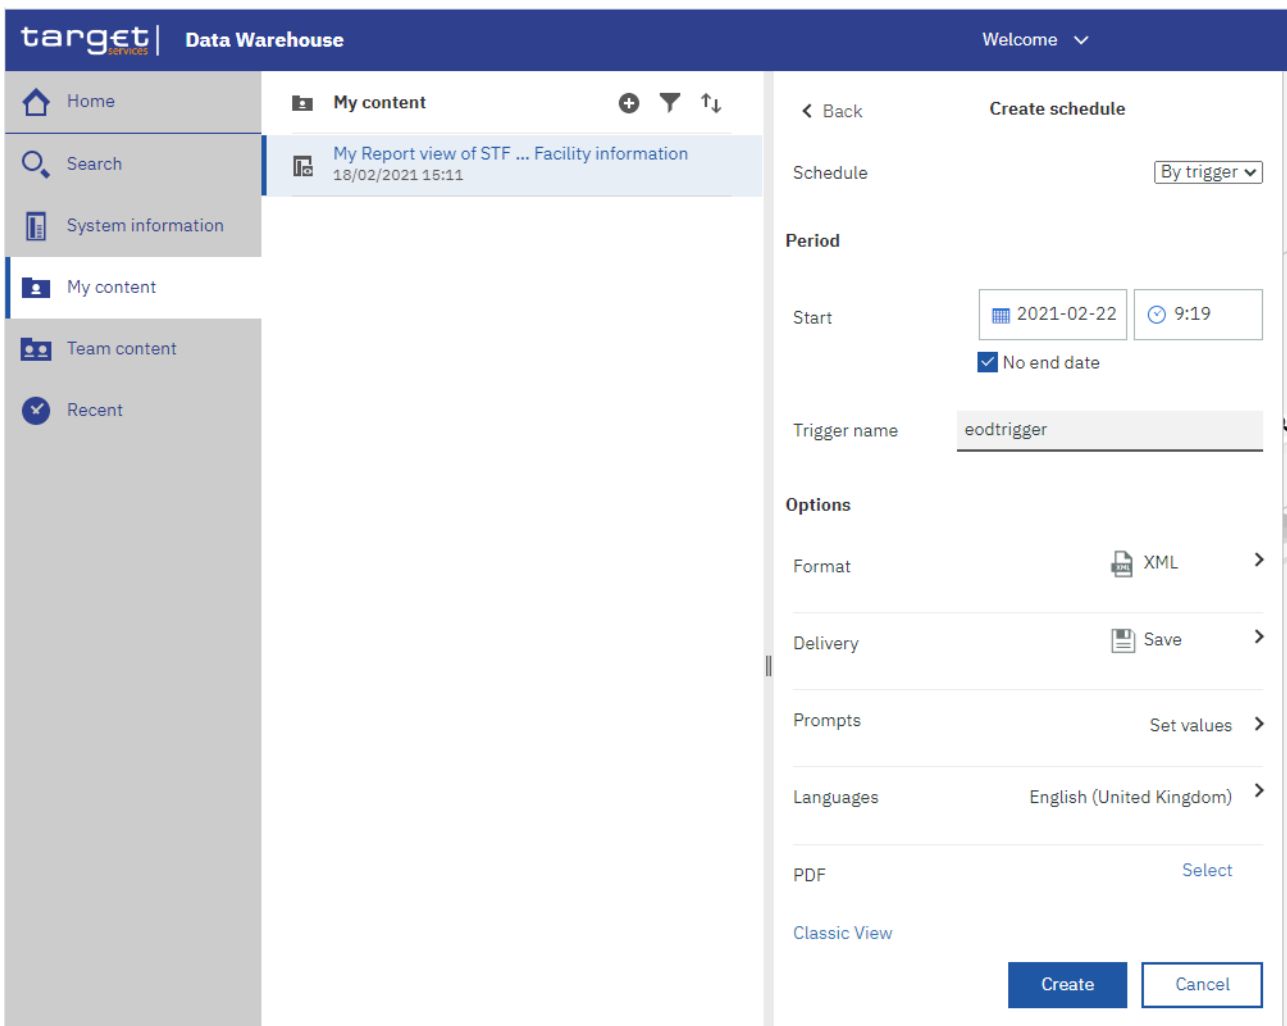 target| Data Warehouse Welcome
services
Home
Search
System information
My content
Team content
Recent
My content
My Report view of STF ... Facility information
18/02/2021 15:11
Back Create schedule
Schedule By trigger
Period
Start 2021-02-22 9:19
No end date
Trigger name eodtrigger
Options
Format XML XML
Delivery Save
Prompts Set values
Languages English (United Kingdom)
PDF Select
Classic View
Create Cancel